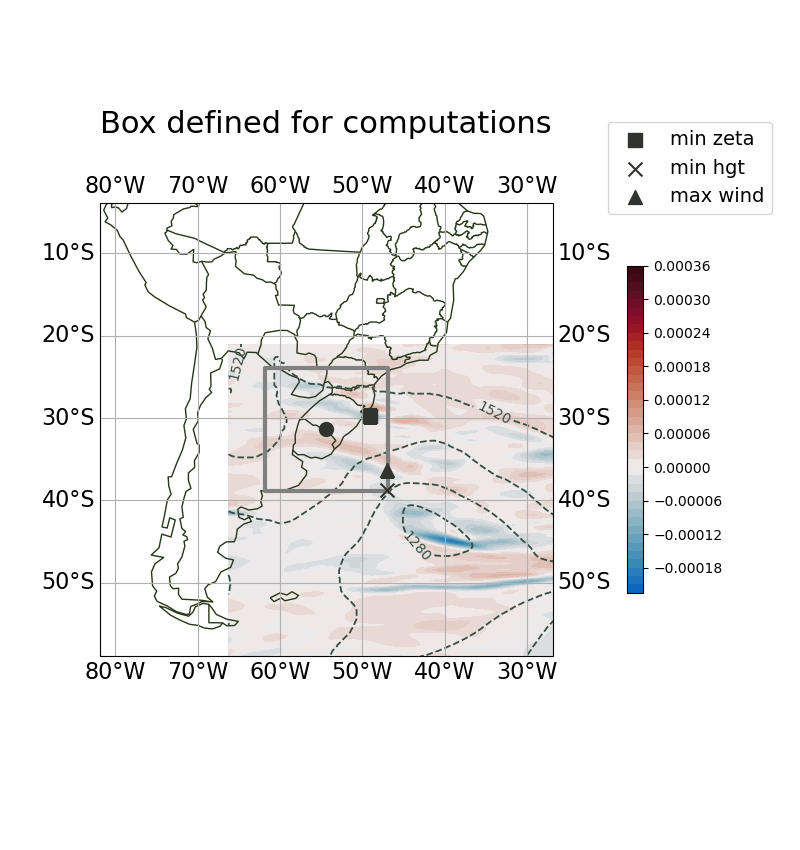 Box defined for computations
min zeta
min hgt
max wind
80°W 70°W 60°W 50°W 40°W 30°W
10°S 10°S
20°S 20°S
30°S 30°S
40°S 40°S
50°S 50°S
80°W 70°W 60°W 50°W 40°W 30°W
1520
1520
1280
0.00036
0.00030
0.00024
0.00018
0.00012
0.00006
0.00000
−0.00006
−0.00012
−0.00018